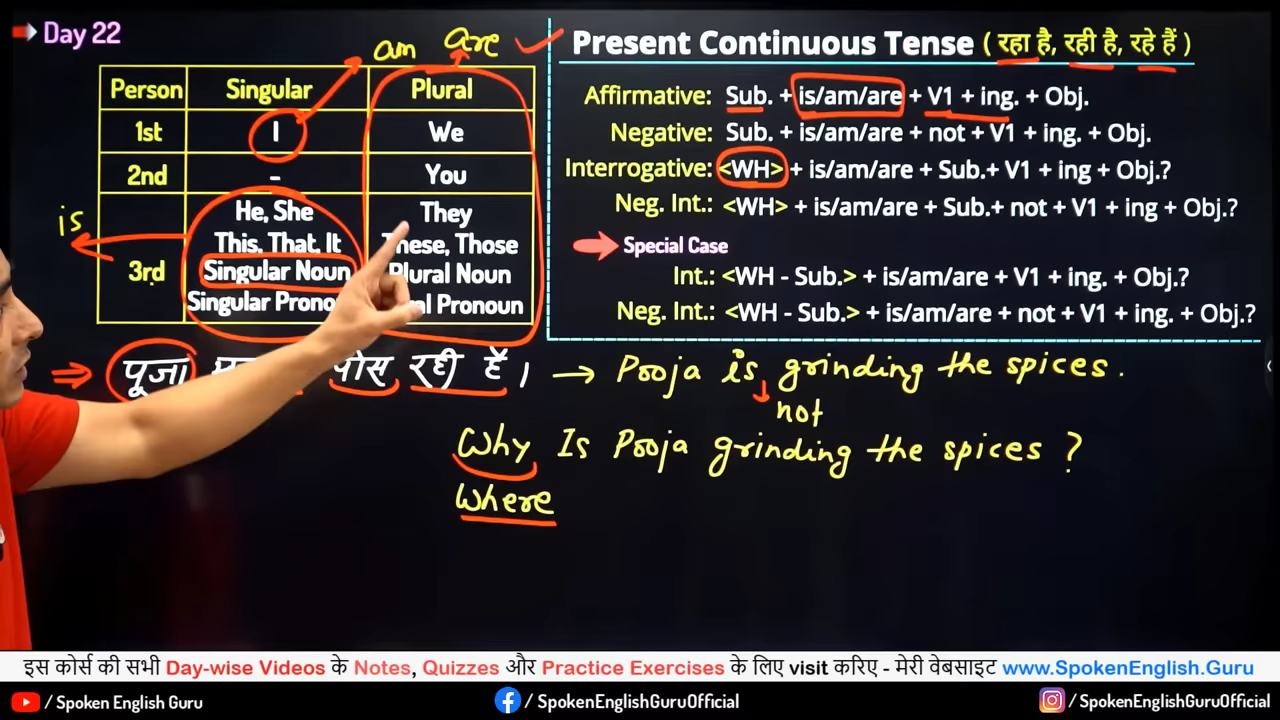 Day 22
am are
Person Singular Plural
1st I We
2nd - You
is
3rd
He, She They
This, That, It These, Those
Singular Noun Plural Noun
Singular Pronoun Pronoun
Present Continuous Tense ( रहा है, रही है, रहे हैं )
Affirmative: Sub. + is/am/are + V1 + ing. + Obj.
Negative: Sub. + is/am/are + not + V1 + ing. + Obj.
Interrogative: <WH> + is/am/are + Sub.+ V1 + ing + Obj.?
Neg. Int.: <WH> + is/am/are + Sub.+ not + V1 + ing + Obj.?
Special Case
Int.: <WH - Sub.> + is/am/are + V1 + ing. + Obj.?
Neg. Int.: <WH - Sub.> + is/am/are + not + V1 + ing. + Obj.?
⇒ पूजा पीस रही है । → Pooja is grinding the spices .
not
Why Is Pooja grinding the spices ?
Where
इस कोर्स की सभी Day-wise Videos के Notes, Quizzes और Practice Exercises के लिए visit करिए - मेरी वेबसाइट www.SpokenEnglish.Guru
/ Spoken English Guru /SpokenEnglishGuruOfficial /SpokenEnglishGuruOfficial